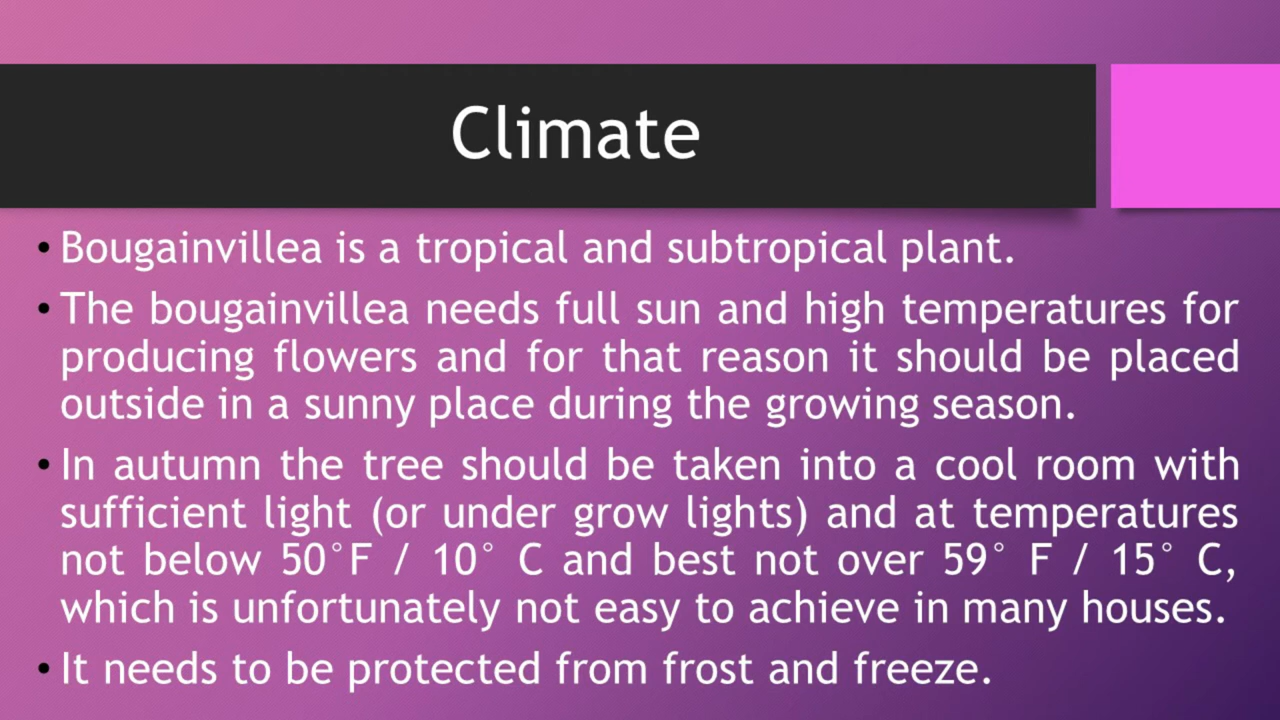 Climate
• Bougainvillea is a tropical and subtropical plant.
• The bougainvillea needs full sun and high temperatures for
producing flowers and for that reason it should be placed
outside in a sunny place during the growing season.
• In autumn the tree should be taken into a cool room with
sufficient light (or under grow lights) and at temperatures
not below 50°F / 10° C and best not over 59° F / 15° C,
which is unfortunately not easy to achieve in many houses.
• It needs to be protected from frost and freeze.